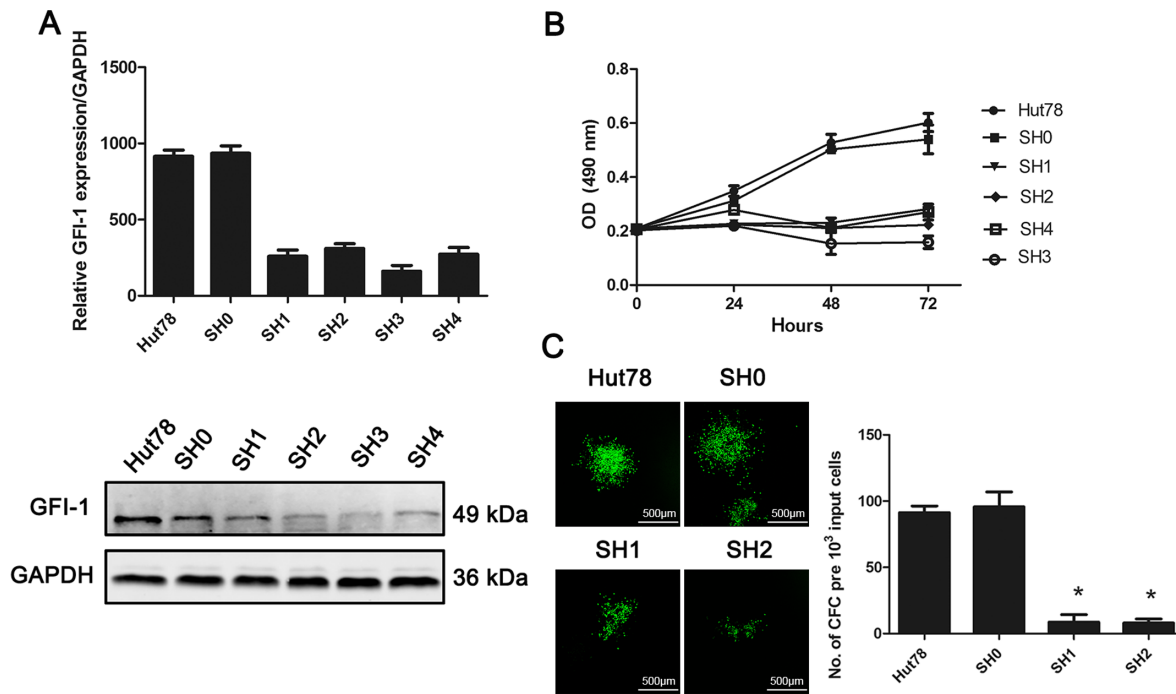 A
Relative GFI-1 expression/GAPDH
1500
1000
500
0
Hut78
SH0
SH1
SH2
SH3
SH4
Hut78
SH0
SH1
SH2
SH3
SH4
GFI-1
49 kDa
GAPDH
36 kDa
B
OD (490 nm)
0.8
0.6
0.4
0.2
0.0
0
24
48
72
Hours
Hut78
SH0
SH1
SH2
SH4
SH3
C
Hut78
SH0
500μm
500μm
SH1
SH2
500μm
500μm
No. of CFC pre 10³ input cells
150
100
50
0
*
*
Hut78
SH0
SH1
SH2